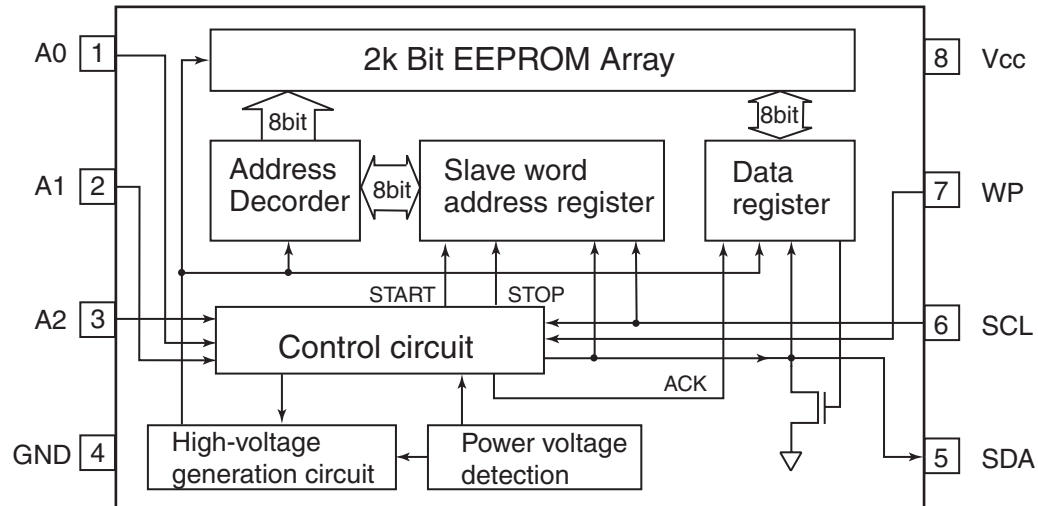 A0 1
2k Bit EEPROM Array
8 Vcc
8bit
8bit
A1 2
Address
Decorder
8bit
Slave word
address register
Data
register
7 WP
START
STOP
A2 3
Control circuit
6 SCL
ACK
GND 4
High-voltage
generation circuit
Power voltage
detection
5 SDA